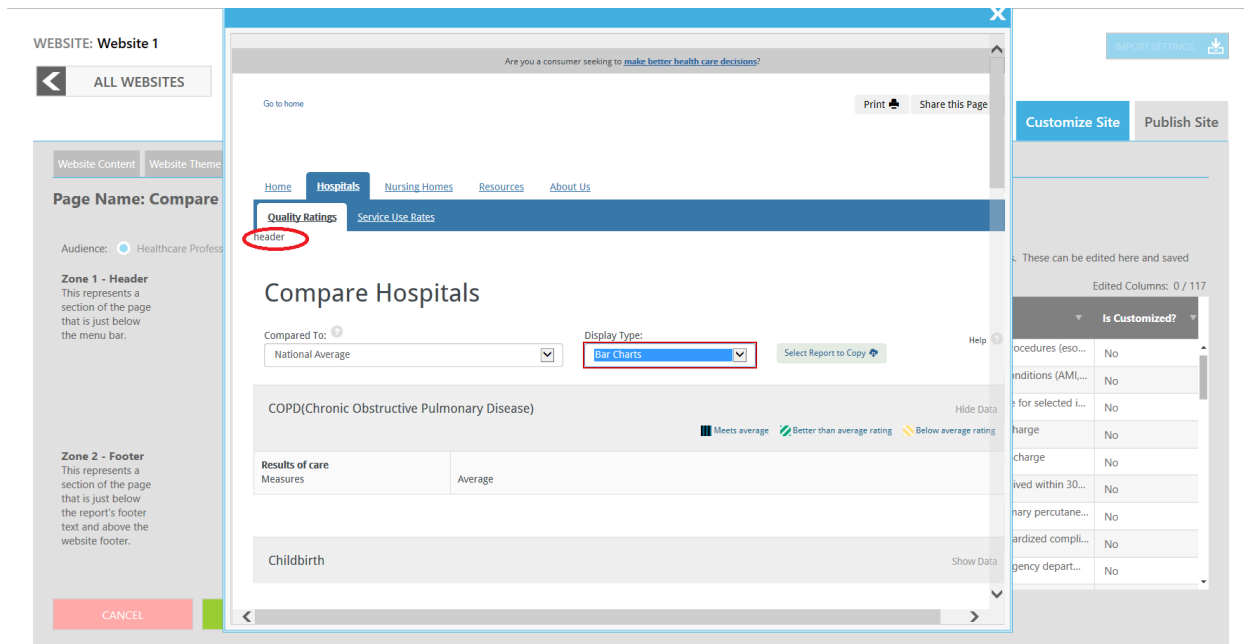 X
WEBSITE: Website 1
IMPORT SETTINGS
ALL WEBSITES
Are you a consumer seeking to make better health care decisions?
Go to home
Print
Share this Page
Customize Site
Publish Site
Website Content
Website Theme
Home
Hospitals
Nursing Homes
Resources
About Us
Page Name: Compare
Quality Ratings
Service Use Rates
header
Audience:
Healthcare Profess
s. These can be edited here and saved
Zone 1 - Header
This represents a
section of the page
that is just below
the menu bar.
Edited Columns: 0 / 117
Compare Hospitals
Is Customized?
Compared To:
Display Type:
Help
National Average
Bar Charts
Select Report to Copy
rocedures (eso...
No
onditions (AMI,...
No
e for selected i...
No
COPD(Chronic Obstructive Pulmonary Disease)
Hide Data
Meets average
Better than average rating
Below average rating
harge
No
Zone 2 - Footer
This represents a
section of the page
that is just below
the report's footer
text and above the
website footer.
Results of care
Measures
Average
charge
No
ived within 30...
No
nary percutane...
No
ardized compli...
No
Childbirth
Show Data
gency depart...
No
CANCEL